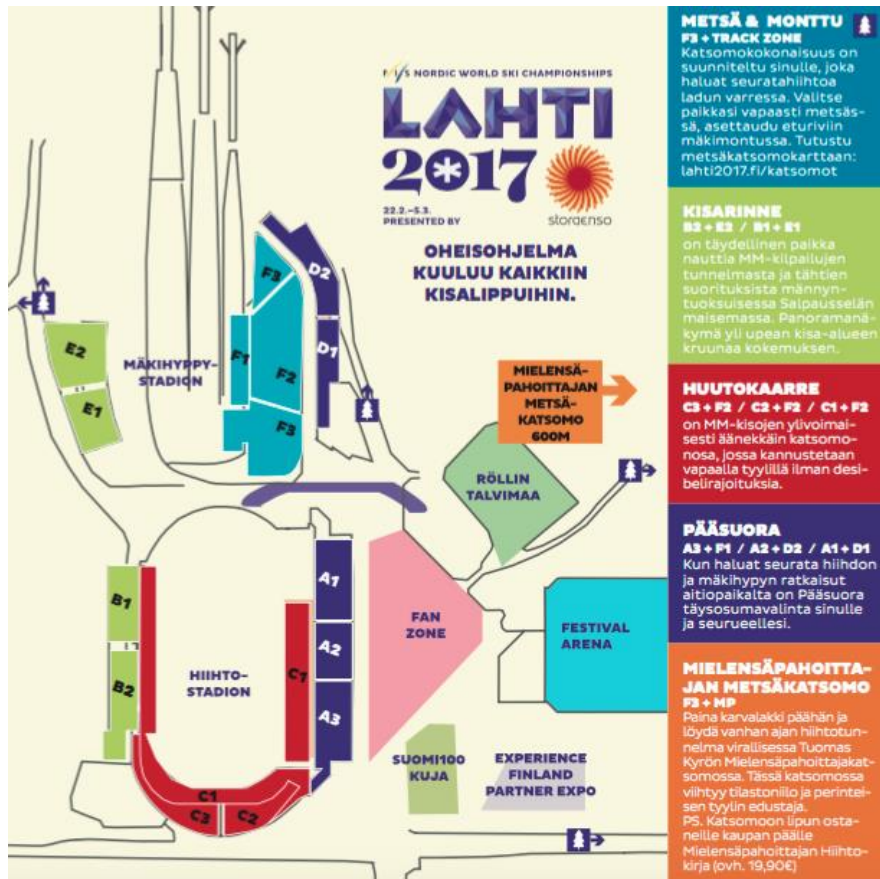 FIS NORDIC WORLD SKI CHAMPIONSHIPS
LAHTI
2017
22.2.–5.3.
PRESENTED BY
storaenso
OHEISOHJELMA
KUULUU KAIKKIIN
KISALIPPUIHIN.
F3
D2
E2
MÄKIHYPPY-
STADION
F1
D1
F2
E1
F3
MIELENSÄ-
PAHOITTAJAN
METSÄ-
KATSOMO
600M
RÖLLIN
TALVIMAA
B1
A1
FAN
ZONE
FESTIVAL
ARENA
A2
C1
B2
HIIHTO-
STADION
A3
SUOMI100
KUJA
EXPERIENCE
FINLAND
PARTNER EXPO
C1
C3
C2
METSÄ & MONTTU
F3 + TRACK ZONE
Katsomokokonaisuus on
suunniteltu sinulle, joka
haluat seuratahiihtoa
ladun varressa. Valitse
paikkasi vapaasti metsäs-
sä, asettaudu eturiviin
mäkimontussa. Tutustu
metsäkatsomokarttaan:
lahti2017.fi/katsomot
KISARINNE
B2 + E2 / B1 + E1
on täydellinen paikka
nauttia MM-kilpailujen
tunnelmasta ja tähtien
suorituksista männyn-
tuoksuisessa Salpausselän
maisemassa. Panoramanä-
kymä yli upean kisa-alueen
kruunaa kokemuksen.
HUUTOKAARRE
C3 + F2 / C2 + F2 / C1 + F2
on MM-kisojen ylivoimai-
sesti äänekkäin katsomo-
nosa, jossa kannustetaan
vapaalla tyylillä ilman desi-
belirajoituksia.
PÄÄSUORA
A3 + F1 / A2 + D2 / A1 + D1
Kun haluat seurata hiihdon
ja mäkihypyn ratkaisut
aitiopaikalta on Pääsuora
täysosumavalinta sinulle
ja seurueellesi.
MIELENSÄPAHOITTA-
JAN METSÄKATSOMO
F3 + MP
Paina karvalakki päähän ja
löydä vanhan ajan hiihtotun-
nelma virallisessa Tuomas
Kyrön Mielensäpahoittajakat-
somossa. Tässä katsomossa
viihtyy tilastoniilo ja perintei-
sen tyylin edustaja.
PS. Katsomoon lipun osta-
neille kaupan päälle
Mielensäpahoittajan Hiihto-
kirja (ovh. 19,90€)